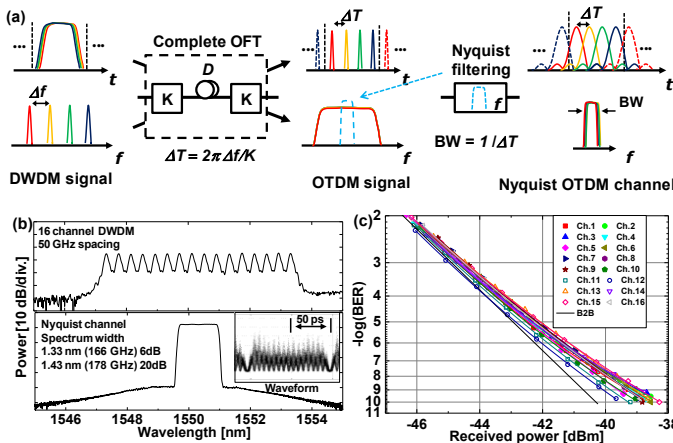 (a)
Complete OFT
D
K
K
ΔT = 2πΔf/K
...
...
t
Δf
f
DWDM signal
ΔT
...
...
t
f
OTDM signal
Nyquist
filtering
f
BW = 1/ΔT
ΔT
...
...
t
BW
f
Nyquist OTDM channel
(b)
16 channel DWDM
50 GHz spacing
Power [10 dB/div.]
Nyquist channel
Spectrum width
1.33 nm (166 GHz) 6dB
1.43 nm (178 GHz) 20dB
50 ps
Waveform
1546 1548 1550 1552 1554
Wavelength [nm]
(c)
-log(BER)
2
3
4
5
6
7
8
9
10
11
Ch.1 Ch.2
Ch.3 Ch.4
Ch.5 Ch.6
Ch.7 Ch.8
Ch.9 Ch.10
Ch.11 Ch.12
Ch.13 Ch.14
Ch.15 Ch.16
B2B
-46 -44 -42 -40 -38
Received power [dBm]